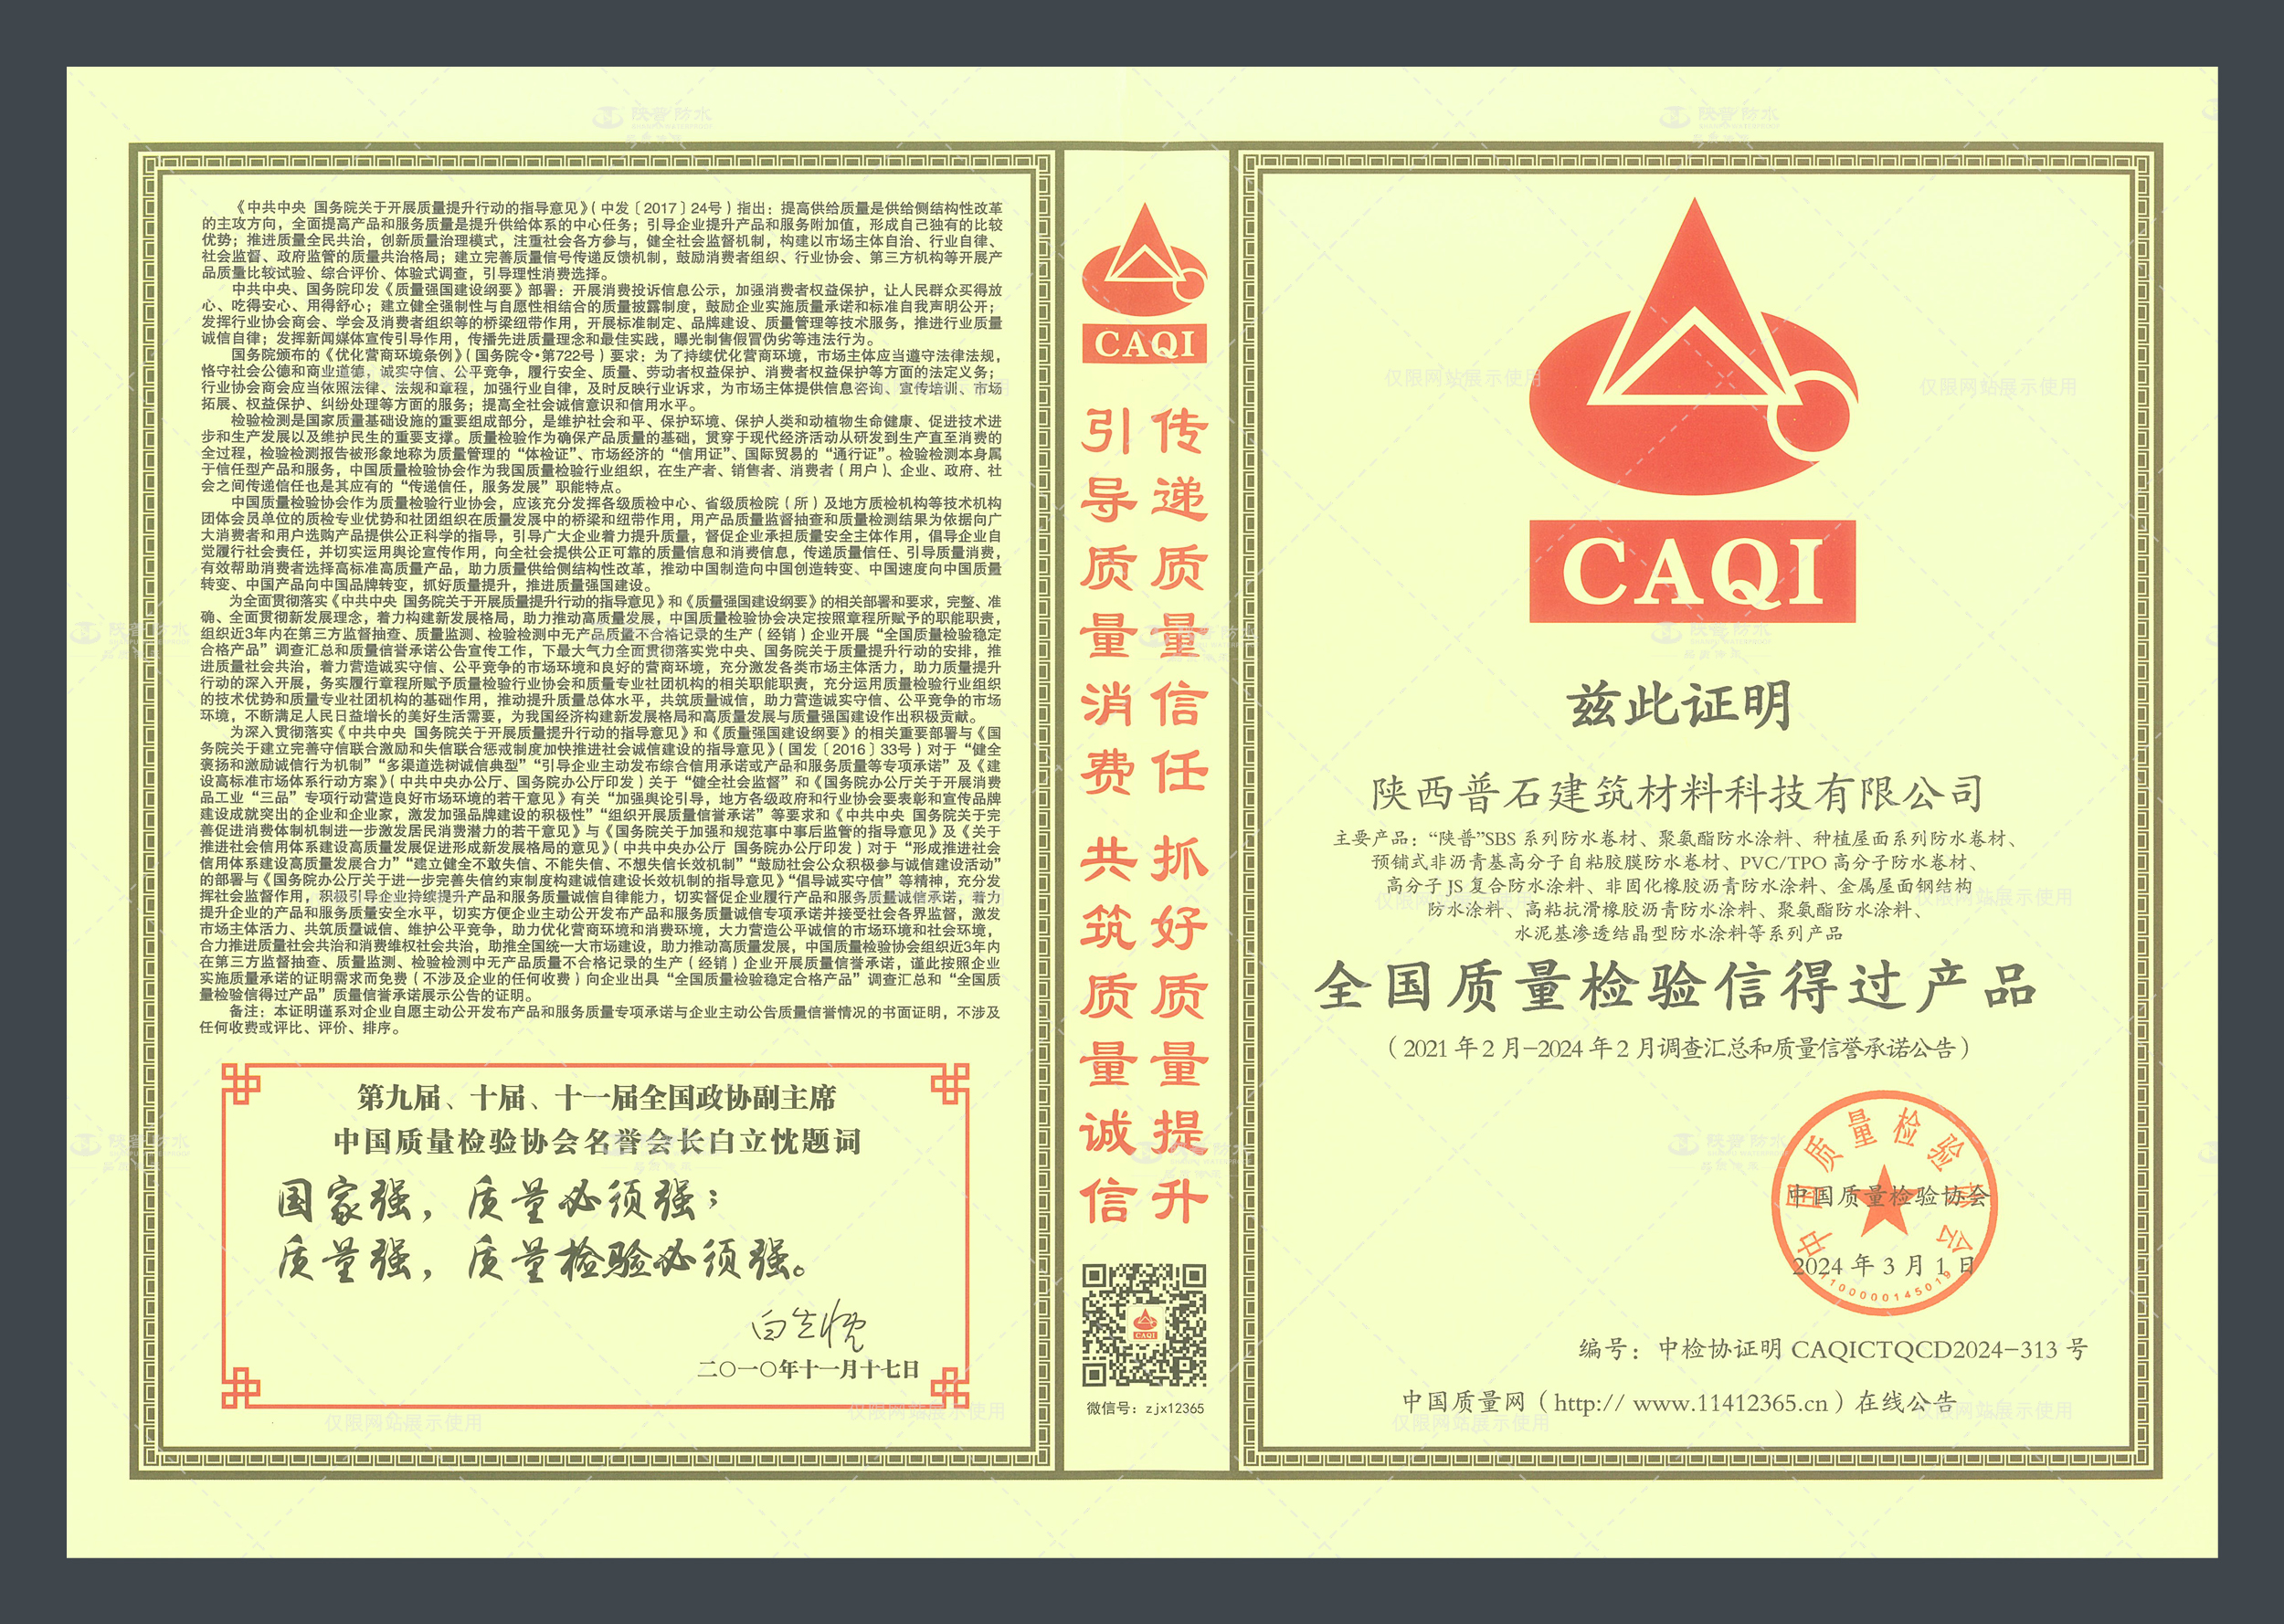 《中共中央 国务院关于开展质量提升行动的指导意见》（中发〔2017〕24号）指出：提高供给质量是供给侧结构性改革
的主攻方向，全面提高产品和服务质量是提升供给体系的中心任务；引导企业提升产品和服务附加值，形成自己独有的比较
优势；推进质量全民共治，创新质量治理模式，注重社会各方参与，健全社会监督机制，构建以市场主体自治、行业自律、
社会监督、政府监管的质量共治格局；建立完善质量信号传递反馈机制，鼓励消费者组织、行业协会、第三方机构等开展产
品质量比较试验、综合评价、体验式调查，引导理性消费选择。
中共中央、国务院印发《质量强国建设纲要》部署：开展消费投诉信息公示，加强消费者权益保护，让人民群众买得放
心、吃得安心、用得舒心；建立健全强制性与自愿性相结合的质量披露制度，鼓励企业实施质量承诺和标准自我声明公开；
发挥行业协会商会、学会及消费者组织等的桥梁纽带作用，开展标准制定、品牌建设、质量管理等技术服务，推进行业质量
诚信自律；发挥新闻媒体宣传引导作用，传播先进质量理念和最佳实践，曝光制售假冒伪劣等违法行为。
国务院颁布的《优化营商环境条例》（国务院令·第722号）要求：为了持续优化营商环境，市场主体应当遵守法律法规，
恪守社会公德和商业道德，诚实守信、公平竞争，履行安全、质量、劳动者权益保护、消费者权益保护等方面的法定义务；
行业协会商会应当依照法律、法规和章程，加强行业自律，及时反映行业诉求，为市场主体提供信息咨询、宣传培训、市场
拓展、权益保护、纠纷处理等方面的服务；提高全社会诚信意识和信用水平。
检验检测是国家质量基础设施的重要组成部分，是维护社会和平、保护环境、保护人类和动植物生命健康、促进技术进
步和生产发展以及维护民生的重要支撑。质量检验作为确保产品质量的基础，贯穿于现代经济活动从研发到生产直至消费的
全过程，检验检测报告被形象地称为质量管理的“体检证”、市场经济的“信用证”、国际贸易的“通行证”。检验检测本身属
于信任型产品和服务，中国质量检验协会作为我国质量检验行业组织，在生产者、销售者、消费者（用户）、企业、政府、社
会之间传递信任也是其应有的“传递信任，服务发展”职能特点。
中国质量检验协会作为质量检验行业协会，应该充分发挥各级质检中心、省级质检院（所）及地方质检机构等技术机构
团体会员单位的质检专业优势和社团组织在质量发展中的桥梁和纽带作用，用产品质量监督抽查和质量检测结果为依据向广
大消费者和用户选购产品提供公正科学的指导，引导广大企业着力提升质量，督促企业承担质量安全主体作用，倡导企业自
觉履行社会责任，并切实运用舆论宣传作用，向全社会提供公正可靠的质量信息和消费信息，传递质量信任、引导质量消费，
有效帮助消费者选择高标准高质量产品，助力质量供给侧结构性改革，推动中国制造向中国创造转变、中国速度向中国质量
转变、中国产品向中国品牌转变，抓好质量提升，推进质量强国建设。
为全面贯彻落实《中共中央 国务院关于开展质量提升行动的指导意见》和《质量强国建设纲要》的相关部署和要求，完整、准
确、全面贯彻新发展理念，着力构建新发展格局，助力推动高质量发展，中国质量检验协会决定按照章程所赋予的职能职责，
组织近3年内在第三方监督抽查、质量监测、检验检测中无产品质量不合格记录的生产（经销）企业开展“全国质量检验稳定
合格产品”调查汇总和质量信誉承诺公告宣传工作，下最大气力全面贯彻落实党中央、国务院关于质量提升行动的安排，推
进质量社会共治，着力营造诚实守信、公平竞争的市场环境和良好的营商环境，充分激发各类市场主体活力，助力质量提升
行动的深入开展，务实履行章程所赋予质量检验行业协会和质量专业社团机构的相关职能职责，充分运用质量检验行业组织
的技术优势和质量专业社团机构的基础作用，推动提升质量总体水平，共筑质量诚信，助力营造诚实守信、公平竞争的市场
环境，不断满足人民日益增长的美好生活需要，为我国经济构建新发展格局和高质量发展与质量强国建设作出积极贡献。
为深入贯彻落实《中共中央 国务院关于开展质量提升行动的指导意见》和《质量强国建设纲要》的相关重要部署与《国
务院关于建立完善守信联合激励和失信联合惩戒制度加快推进社会诚信建设的指导意见》（国发〔2016〕33号）对于“健全
褒扬和激励诚信行为机制”“多渠道选树诚信典型”“引导企业主动发布综合信用承诺或产品和服务质量等专项承诺”及《建
设高标准市场体系行动方案》（中共中央办公厅、国务院办公厅印发）关于“健全社会监督”和《国务院办公厅关于开展消费
品工业“三品”专项行动营造良好市场环境的若干意见》有关“加强舆论引导，地方各级政府和行业协会要表彰和宣传品牌
建设成就突出的企业和企业家，激发加强品牌建设的积极性”“组织开展质量信誉承诺”等要求和《中共中央 国务院关于完
善促进消费体制机制进一步激发居民消费潜力的若干意见》与《国务院关于加强和规范事中事后监管的指导意见》及《关于
推进社会信用体系建设高质量发展促进形成新发展格局的意见》（中共中央办公厅 国务院办公厅印发）对于“形成推进社会
信用体系建设高质量发展合力”“建立健全不敢失信、不能失信、不想失信长效机制”“鼓励社会公众积极参与诚信建设活动”
的部署与《国务院办公厅关于进一步完善失信约束制度构建诚信建设长效机制的指导意见》“倡导诚实守信”等精神，充分发
挥社会监督作用，积极引导企业持续提升产品和服务质量诚信自律能力，切实督促企业履行产品和服务质量诚信承诺，着力
提升企业的产品和服务质量安全水平，切实方便企业主动公开发布产品和服务质量诚信专项承诺并接受社会各界监督，激发
市场主体活力、共筑质量诚信、维护公平竞争，助力优化营商环境和消费环境，大力营造公平诚信的市场环境和社会环境，
合力推进质量社会共治和消费维权社会共治，助推全国统一大市场建设，助力推动高质量发展，中国质量检验协会组织近3年内
在第三方监督抽查、质量监测、检验检测中无产品质量不合格记录的生产（经销）企业开展质量信誉承诺，谨此按照企业
实施质量承诺的证明需求而免费（不涉及企业的任何收费）向企业出具“全国质量检验稳定合格产品”调查汇总和“全国质
量检验信得过产品”质量信誉承诺展示公告的证明。
备注：本证明谨系对企业自愿主动公开发布产品和服务质量专项承诺与企业主动公告质量信誉情况的书面证明，不涉及
任何收费或评比、评价、排序。
第九届、十届、十一届全国政协副主席
中国质量检验协会名誉会长白立忱题词
国家强，质量必须强；
质量强，质量检验必须强。
白立忱
二〇一〇年十一月十七日
CAQI
传递质量信任 抓好质量提升
引导质量消费 共筑质量诚信
CAQI
微信号：zjx12365
CAQI
兹此证明
陕西普石建筑材料科技有限公司
主要产品：“陕普”SBS 系列防水卷材、聚氨酯防水涂料、种植屋面系列防水卷材、
预铺式非沥青基高分子自粘胶膜防水卷材、PVC/TPO 高分子防水卷材、
高分子 JS 复合防水涂料、非固化橡胶沥青防水涂料、金属屋面钢结构
防水涂料、高粘抗滑橡胶沥青防水涂料、聚氨酯防水涂料、
水泥基渗透结晶型防水涂料等系列产品
全国质量检验信得过产品
（2021 年 2 月-2024 年 2 月调查汇总和质量信誉承诺公告）
中国质量检验协会
中国质量检验协会
2024 年 3 月 1 日
1100000145019
编号：中检协证明 CAQICTQCD2024-313 号
中国质量网（http:// www.11412365.cn）在线公告
陕普防水
仅限网站展示使用